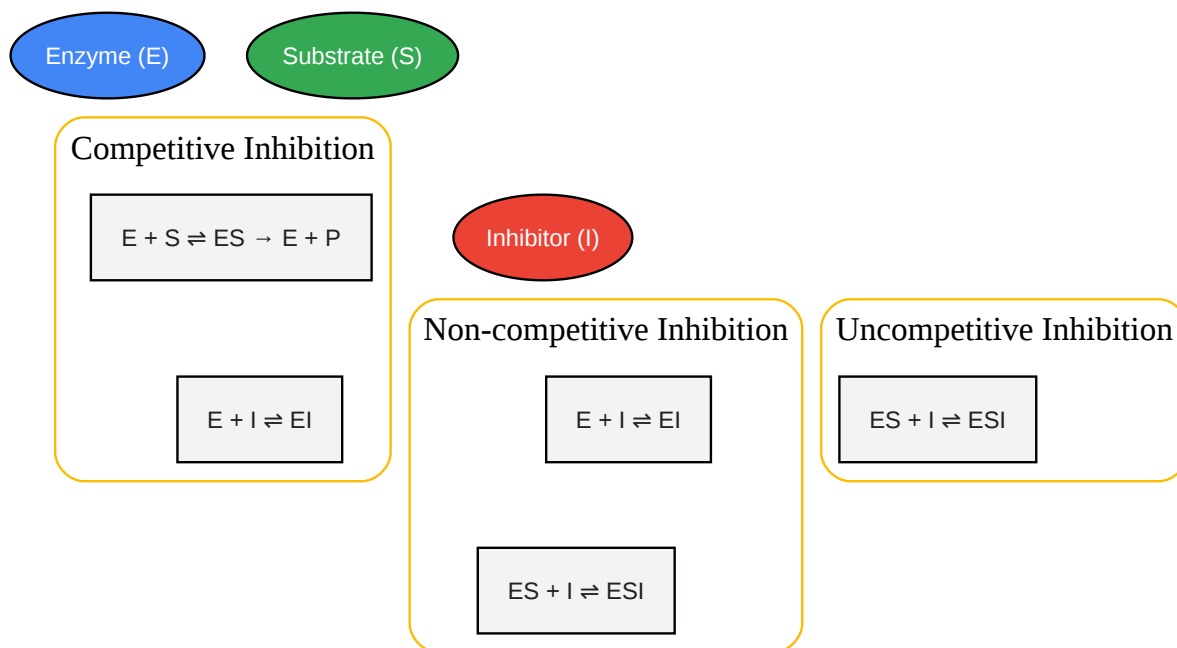 Enzyme (E)
Substrate (S)
Competitive Inhibition
E + S ⇌ ES → E + P
Inhibitor (I)
Non-competitive Inhibition
Uncompetitive Inhibition
E + I ⇌ EI
E + I ⇌ EI
ES + I ⇌ ESI
ES + I ⇌ ESI